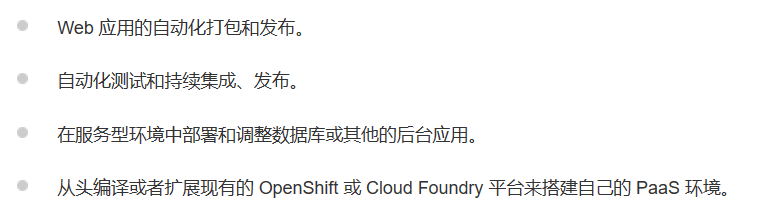 Web 应用的自动化打包和发布。
自动化测试和持续集成、发布。
在服务型环境中部署和调整数据库或其他的后台应用。
从头编译或者扩展现有的 OpenShift 或 Cloud Foundry 平台来搭建自己的 PaaS 环境。